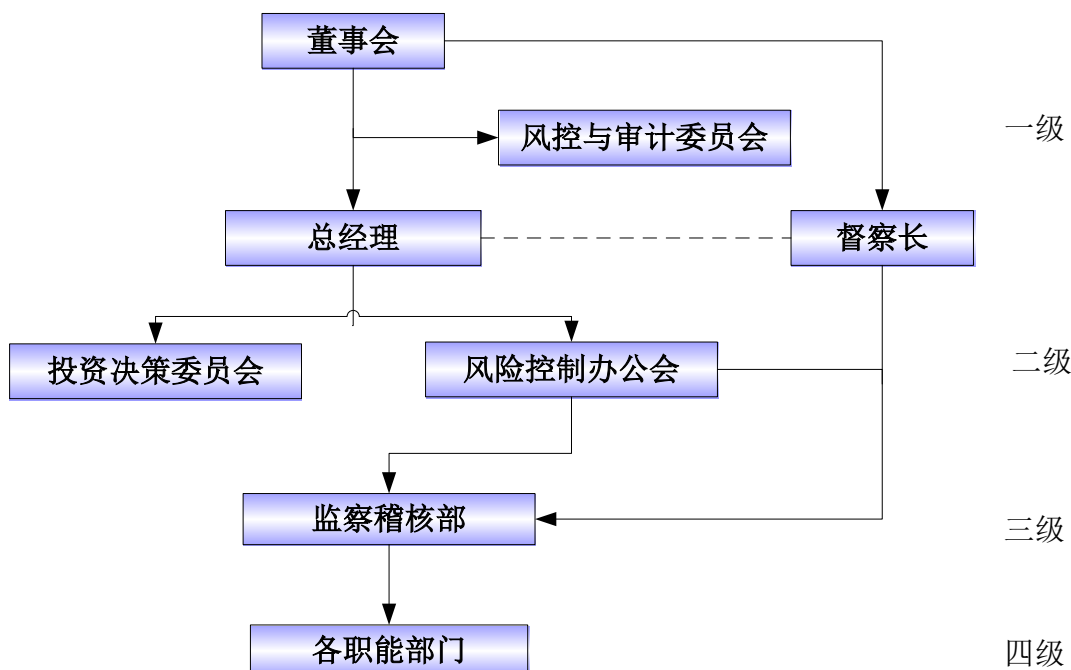 董事会
风控与审计委员会
一级
总经理
督察长
投资决策委员会
风险控制办公会
二级
监察稽核部
三级
各职能部门
四级